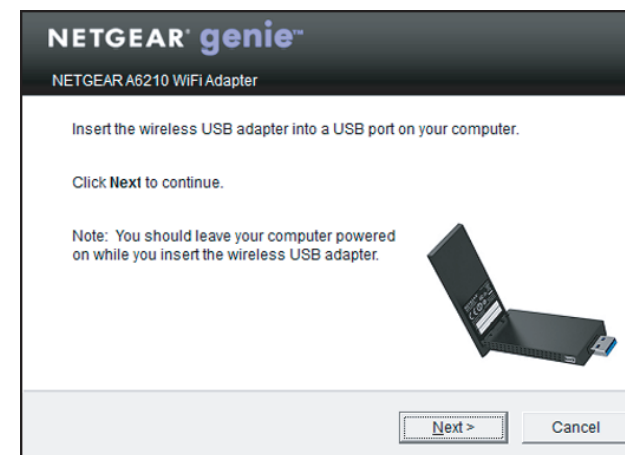 NETGEAR® genie™
NETGEAR A6210 WiFi Adapter
Insert the wireless USB adapter into a USB port on your computer.
Click Next to continue.
Note: You should leave your computer powered
on while you insert the wireless USB adapter.
Next >
Cancel